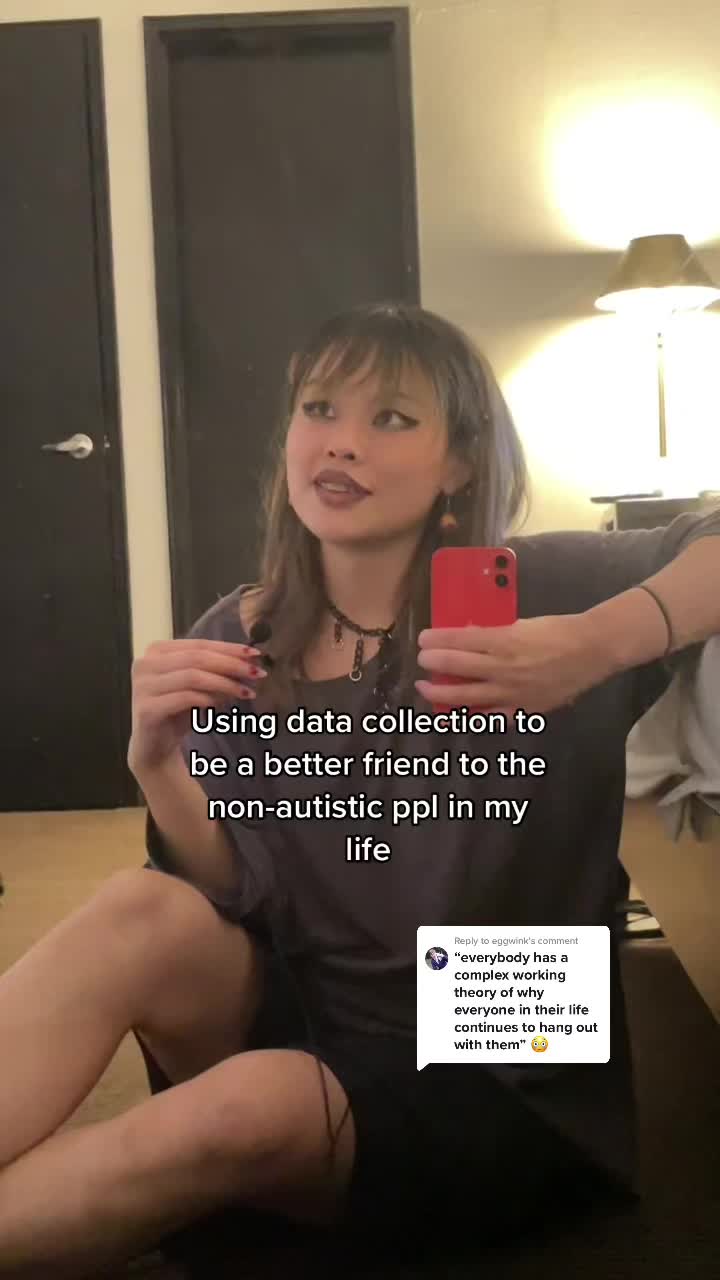 Using data collection to
be a better friend to the
non-autistic ppl in my
life
Reply to eggwink's comment
“everybody has a
complex working
theory of why
everyone in their life
continues to hang out
with them” 😳